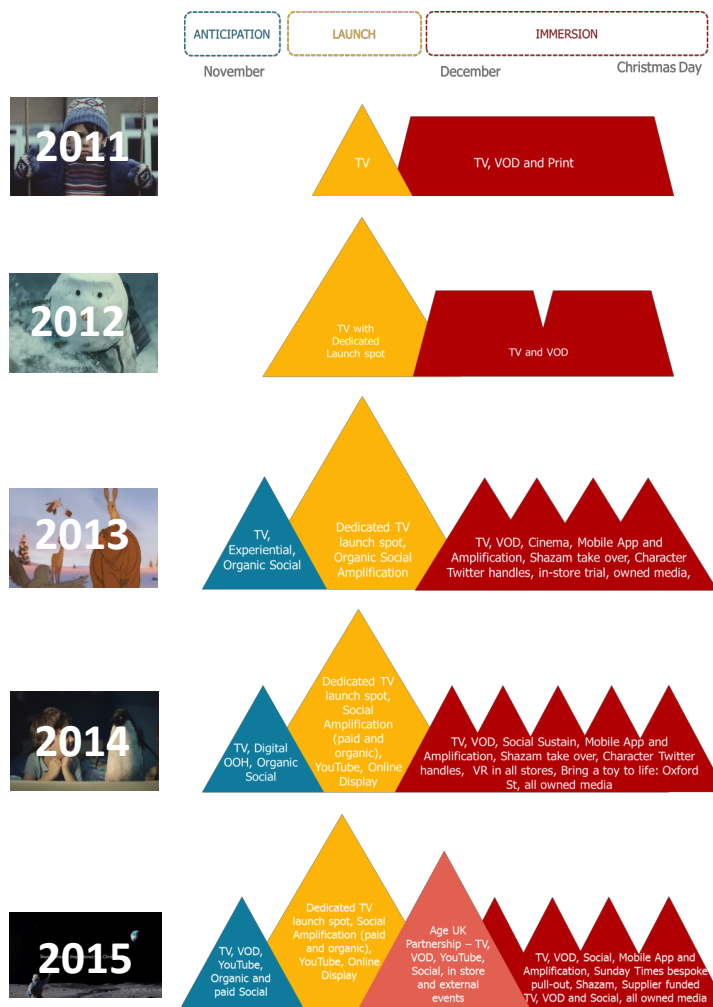 ANTICIPATION
LAUNCH
IMMERSION
November
December
Christmas Day
2011
TV
TV, VOD and Print
2012
TV with
Dedicated
Launch spot
TV and VOD
2013
TV,
Experiential,
Organic Social
Dedicated TV
launch spot,
Organic Social
Amplification
TV, VOD, Cinema, Mobile App and
Amplification, Shazam take over, Character
Twitter handles, in-store trial, owned media,
2014
TV, Digital
OOH, Organic
Social
Dedicated TV
launch spot,
Social
Amplification
(paid and
organic),
YouTube, Online
Display
TV, VOD, Social Sustain, Mobile App and
Amplification, Shazam take over, Character Twitter
handles, VR in all stores, Bring a toy to life: Oxford
St, all owned media
2015
TV, VOD,
YouTube,
Organic and
paid Social
Dedicated TV
launch spot, Social
Amplification (paid
and organic),
YouTube, Online
Display
Age UK
Partnership – TV,
VOD, YouTube,
Social, in store
and external
events
TV, VOD, Social, Mobile App and
Amplification, Sunday Times bespoke
pull-out, Shazam, Supplier funded
TV, VOD and Social, all owned media